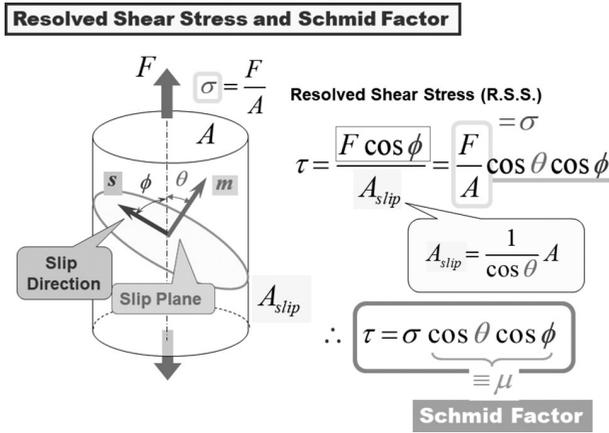 Resolved Shear Stress and Schmid Factor
F
σ = F/A
A
s ϕ θ m
Slip Direction
Slip Plane
A_slip
Resolved Shear Stress (R.S.S.)
= σ
τ = F cos ϕ / A_slip = F/A cos θ cos ϕ
A_slip = 1/cos θ A
∴ τ = σ cos θ cos ϕ
≡ μ
Schmid Factor